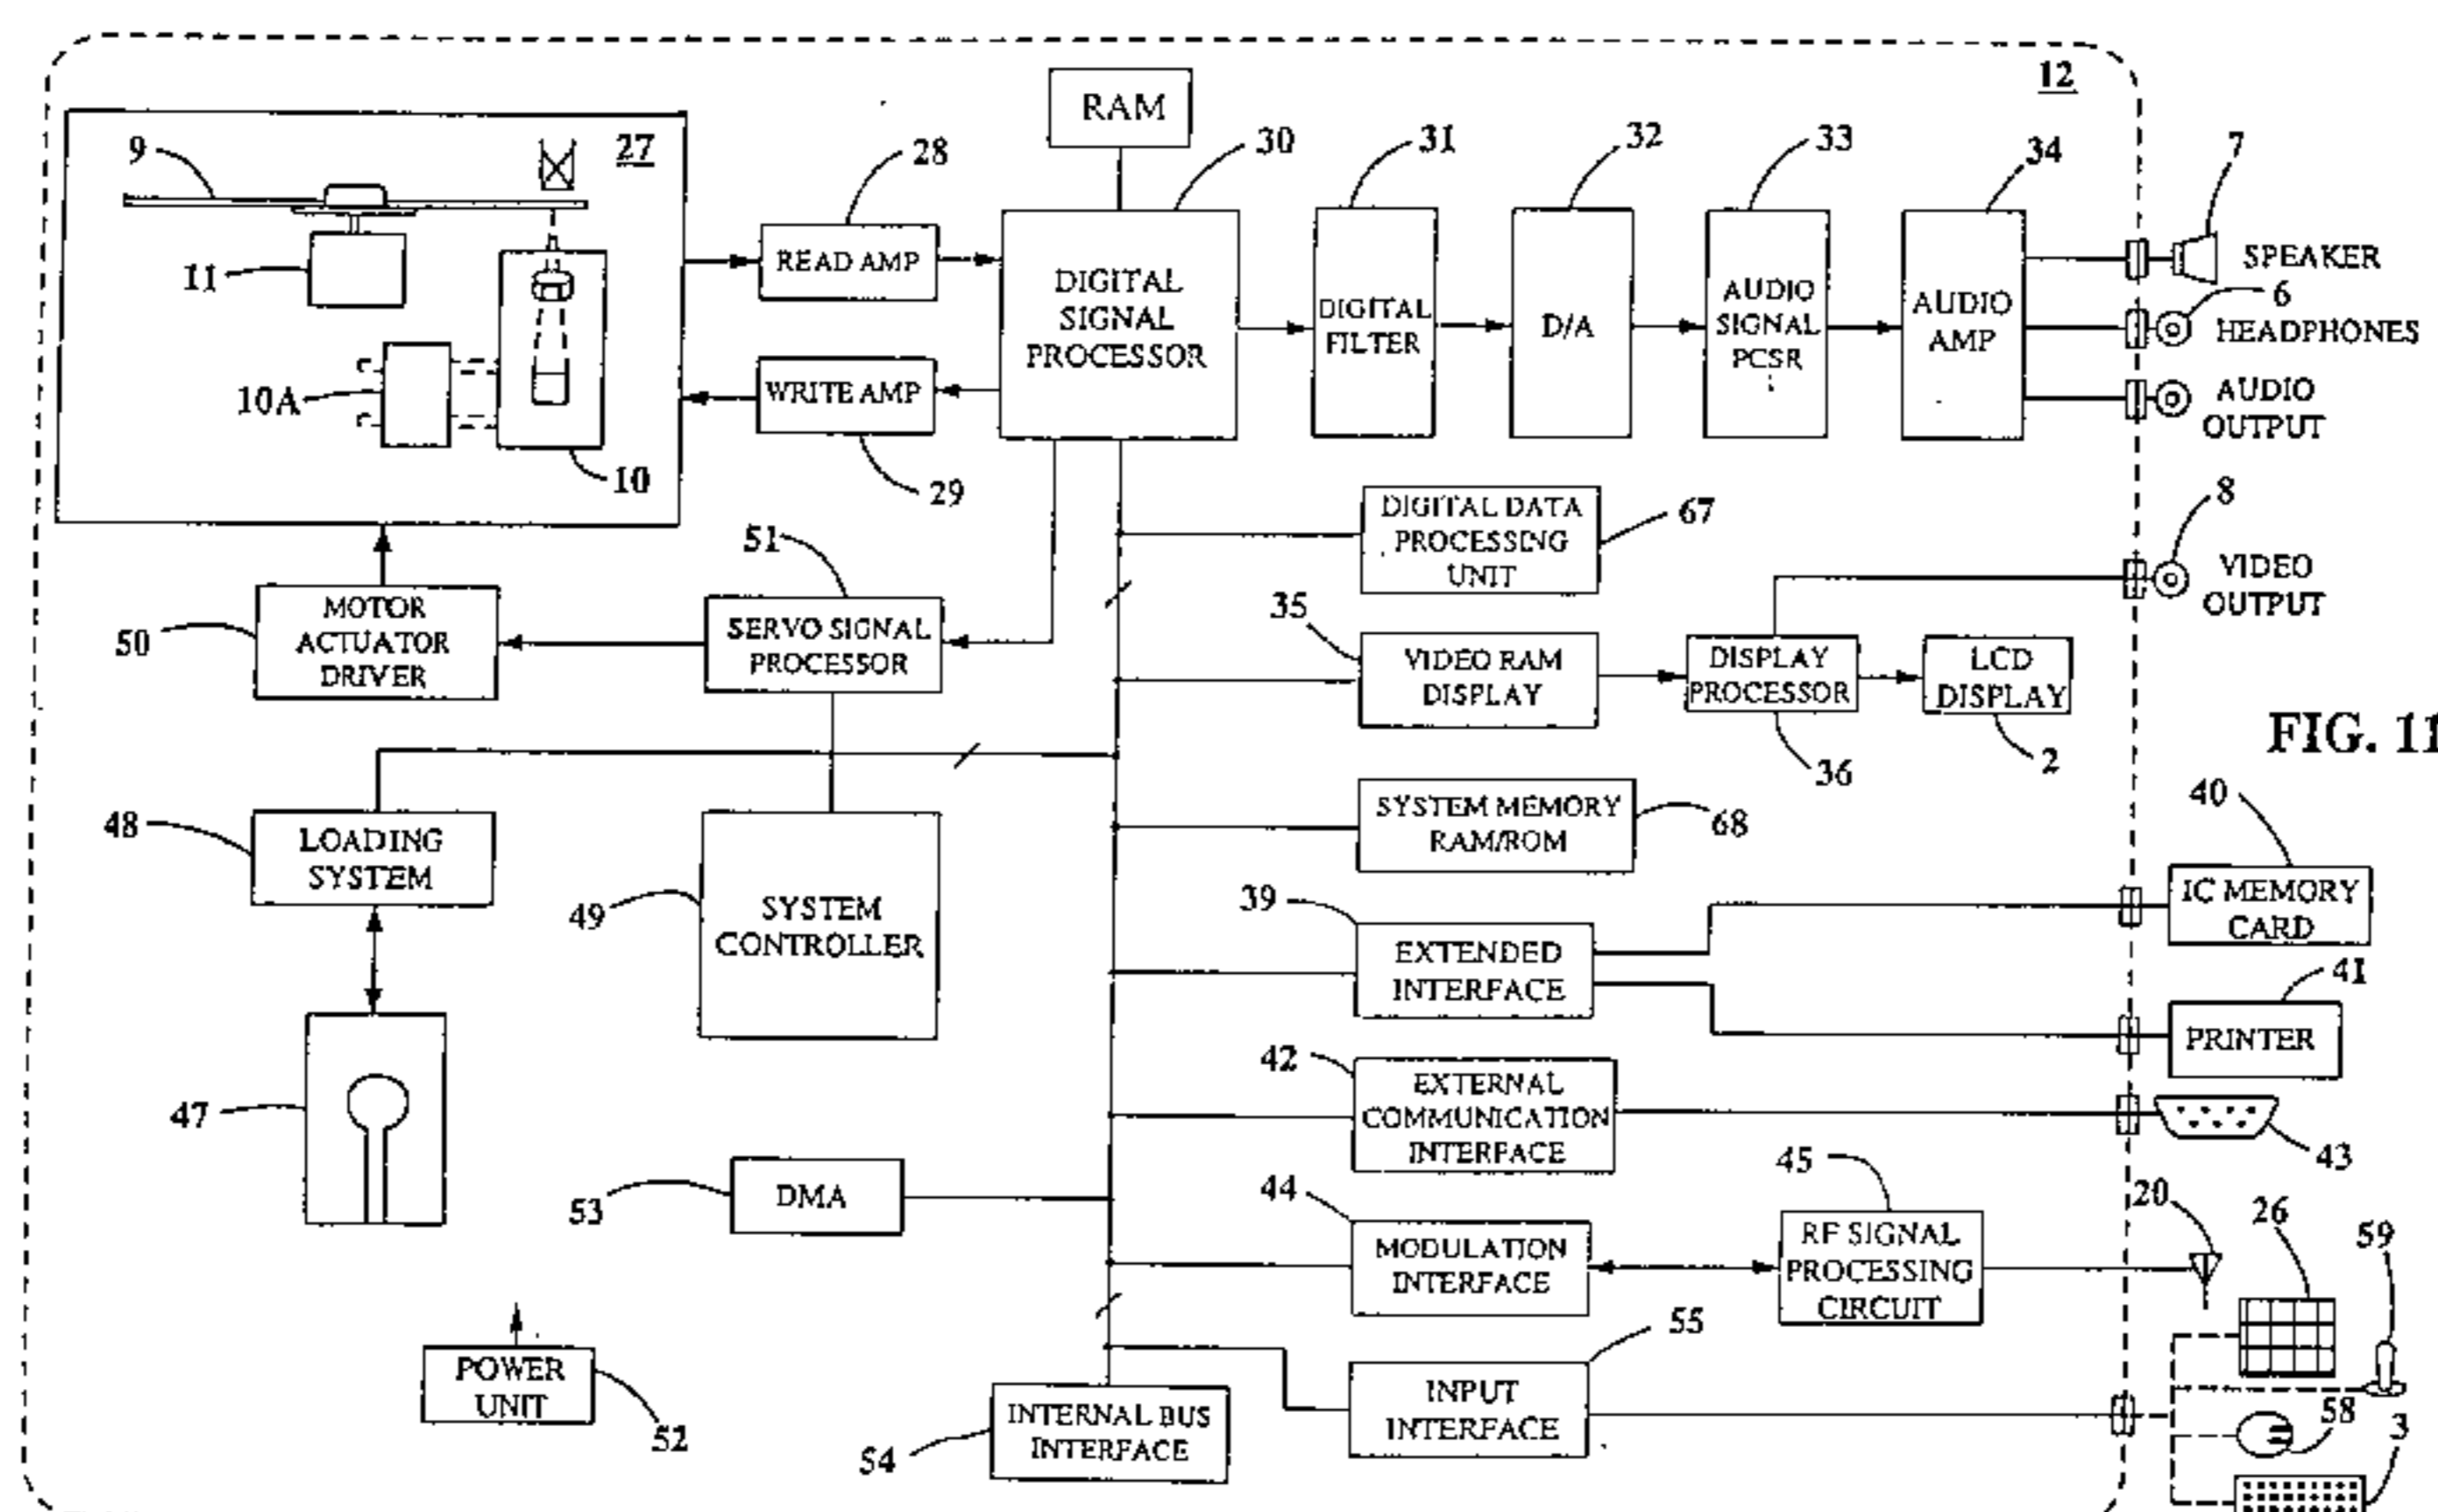 12
RAM
9
27
28
30
31
32
33
34
7
READ AMP
SPEAKER
11
DIGITAL
SIGNAL
PROCESSOR
DIGITAL
FILTER
D/A
AUDIO
SIGNAL
PCSR
AUDIO
AMP
6
HEADPHONES
10A
WRITE AMP
AUDIO
OUTPUT
10
29
DIGITAL DATA
PROCESSING
UNIT
67
8
VIDEO
OUTPUT
51
35
MOTOR
ACTUATOR
DRIVER
50
SERVO SIGNAL
PROCESSOR
VIDEO RAM
DISPLAY
DISPLAY
PROCESSOR
LCD
DISPLAY
36
2
FIG. 11
48
LOADING
SYSTEM
SYSTEM MEMORY
RAM/ROM
68
40
IC MEMORY
CARD
49
SYSTEM
CONTROLLER
39
EXTENDED
INTERFACE
41
PRINTER
47
42
EXTERNAL
COMMUNICATION
INTERFACE
43
53
DMA
44
MODULATION
INTERFACE
45
RF SIGNAL
PROCESSING
CIRCUIT
20
26
59
POWER
UNIT
52
55
INTERNAL BUS
INTERFACE
54
INPUT
INTERFACE
58
3